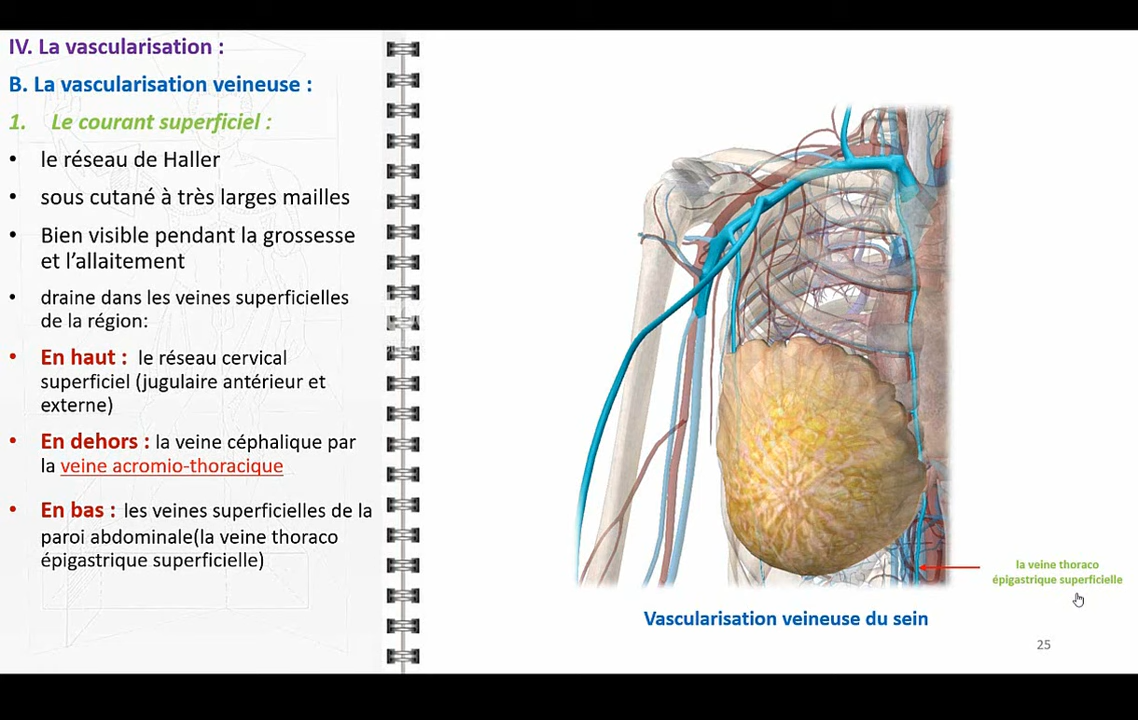 IV. La vascularisation :
B. La vascularisation veineuse :
1. Le courant superficiel :
• le réseau de Haller
• sous cutané à très larges mailles
• Bien visible pendant la grossesse
et l'allaitement
• draine dans les veines superficielles
de la région:
• En haut : le réseau cervical
superficiel (jugulaire antérieur et
externe)
• En dehors : la veine céphalique par
la veine acromio-thoracique
• En bas : les veines superficielles de la
paroi abdominale(la veine thoraco
épigastrique superficielle)
la veine thoraco
épigastrique superficielle
Vascularisation veineuse du sein
25